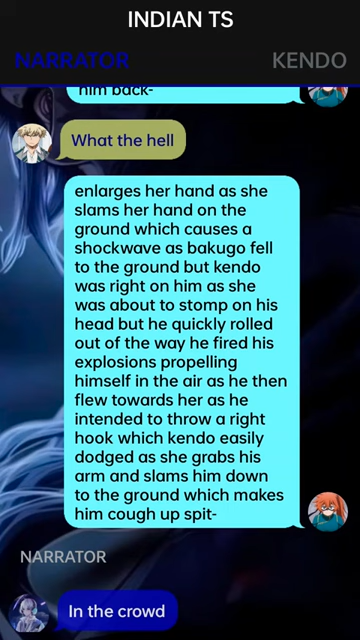 INDIAN TS
NARRATOR
KENDO
him back-
What the hell
enlarges her hand as she
slams her hand on the
ground which causes a
shockwave as bakugo fell
to the ground but kendo
was right on him as she
was about to stomp on his
head but he quickly rolled
out of the way he fired his
explosions propelling
himself in the air as he then
flew towards her as he
intended to throw a right
hook which kendo easily
dodged as she grabs his
arm and slams him down
to the ground which makes
him cough up spit-
NARRATOR
In the crowd